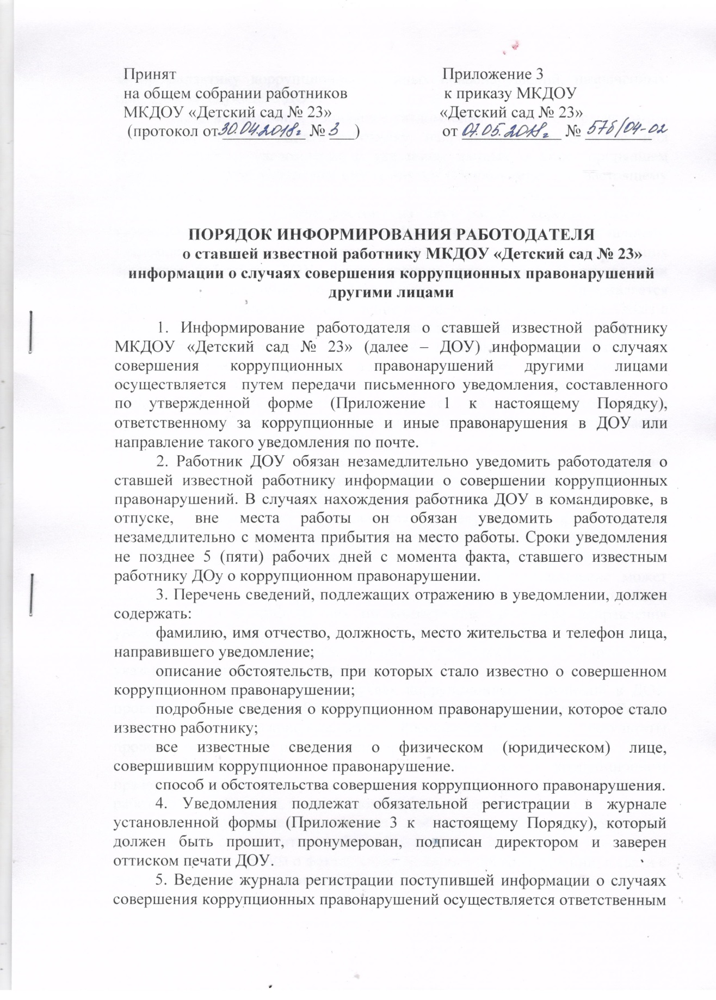 Принят Приложение 3
на общем собрании работников к приказу МКДОУ
МКДОУ «Детский сад № 23» «Детский сад № 23»
(протокол от 30.04.2018г № 3 ) от 07.05.2018г № 57б/04-02
ПОРЯДОК ИНФОРМИРОВАНИЯ РАБОТОДАТЕЛЯ
о ставшей известной работнику МКДОУ «Детский сад № 23»
информации о случаях совершения коррупционных правонарушений
другими лицами
1. Информирование работодателя о ставшей известной работнику
МКДОУ «Детский сад № 23» (далее – ДОУ) информации о случаях
совершения коррупционных правонарушений другими лицами
осуществляется путем передачи письменного уведомления, составленного
по утвержденной форме (Приложение 1 к настоящему Порядку),
ответственному за коррупционные и иные правонарушения в ДОУ или
направление такого уведомления по почте.
2. Работник ДОУ обязан незамедлительно уведомить работодателя о
ставшей известной работнику информации о совершении коррупционных
правонарушений. В случаях нахождения работника ДОУ в командировке, в
отпуске, вне места работы он обязан уведомить работодателя
незамедлительно с момента прибытия на место работы. Сроки уведомления
не позднее 5 (пяти) рабочих дней с момента факта, ставшего известным
работнику ДОу о коррупционном правонарушении.
3. Перечень сведений, подлежащих отражению в уведомлении, должен
содержать:
фамилию, имя отчество, должность, место жительства и телефон лица,
направившего уведомление;
описание обстоятельств, при которых стало известно о совершенном
коррупционном правонарушении;
подробные сведения о коррупционном правонарушении, которое стало
известно работнику;
все известные сведения о физическом (юридическом) лице,
совершившим коррупционное правонарушение.
способ и обстоятельства совершения коррупционного правонарушения.
4. Уведомления подлежат обязательной регистрации в журнале
установленной формы (Приложение 3 к настоящему Порядку), который
должен быть прошит, пронумерован, подписан директором и заверен
оттиском печати ДОУ.
5. Ведение журнала регистрации поступившей информации о случаях
совершения коррупционных правонарушений осуществляется ответственным